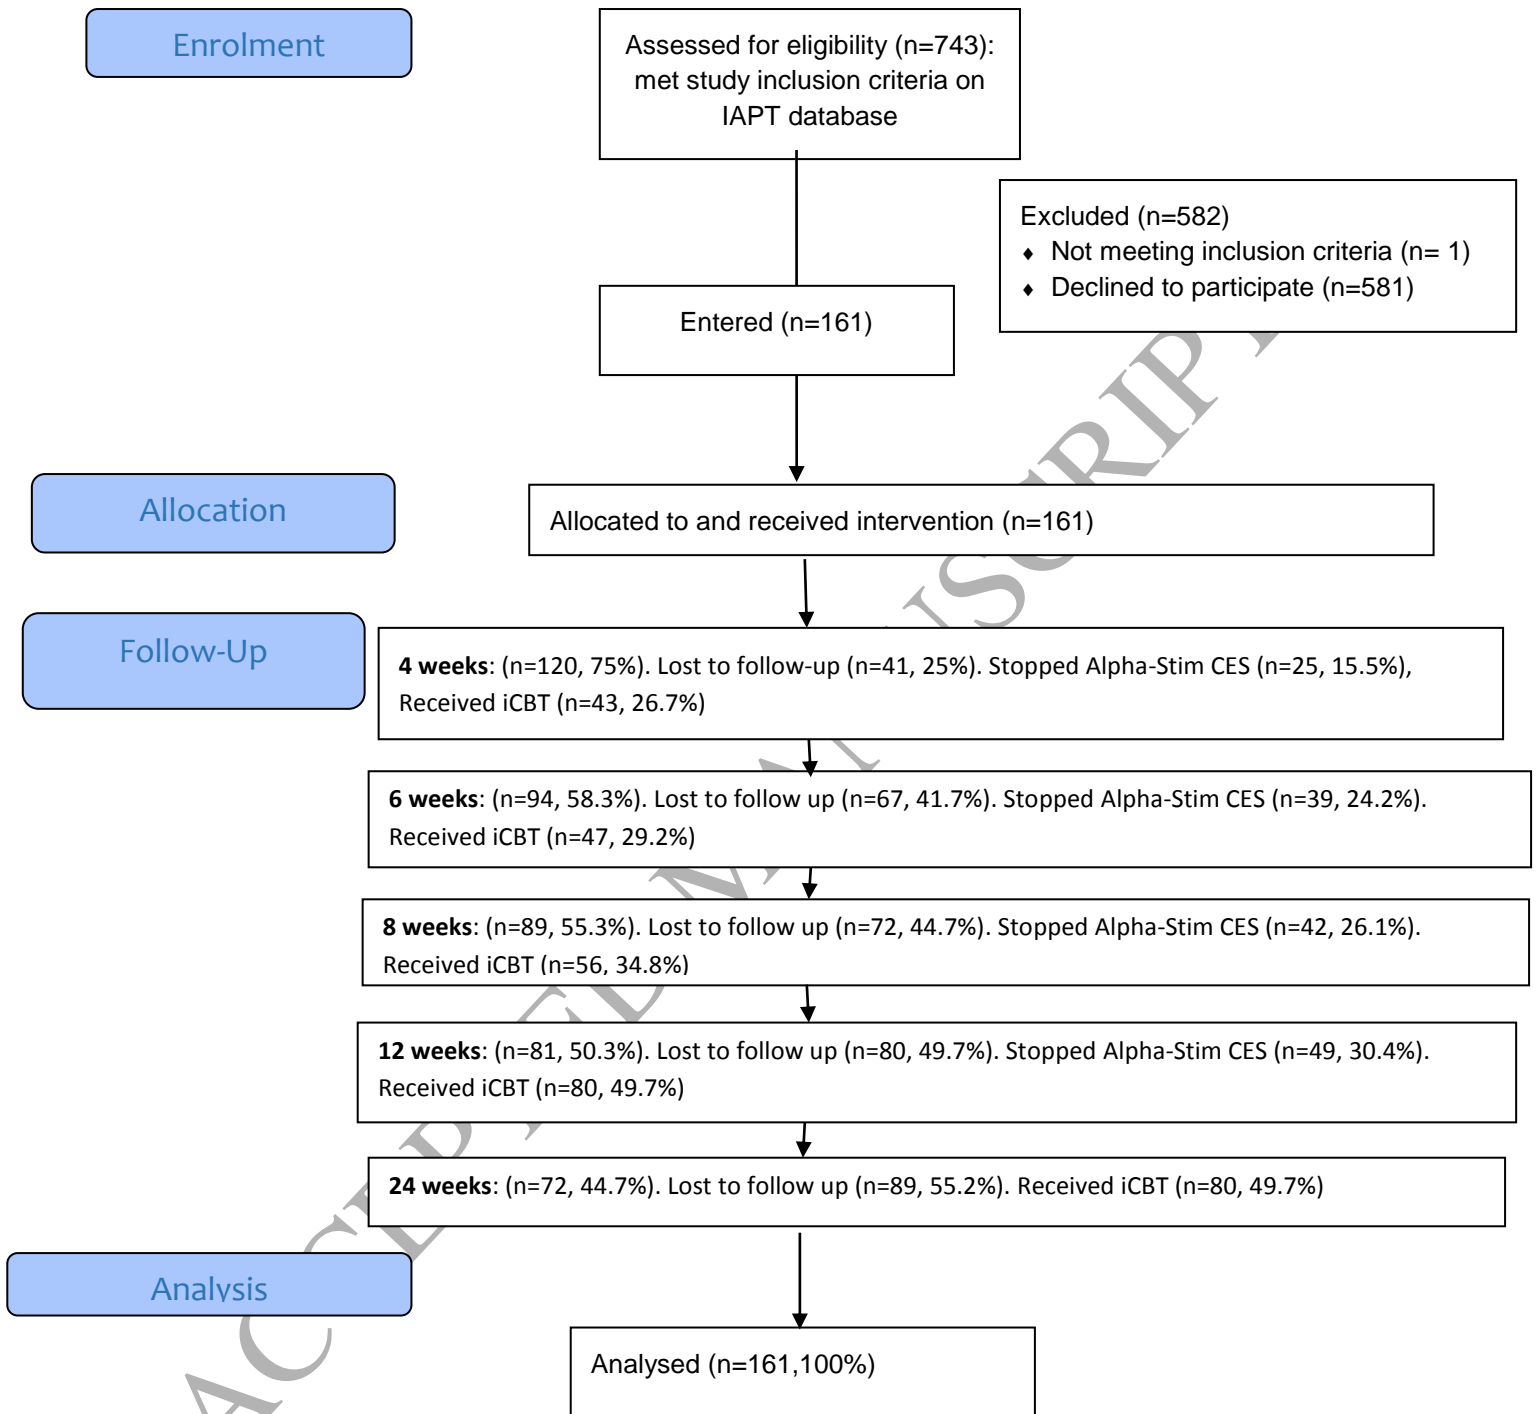 Enrolment
Assessed for eligibility (n=743):
met study inclusion criteria on
IAPT database
Excluded (n=582)
♦ Not meeting inclusion criteria (n= 1)
♦ Declined to participate (n=581)
Entered (n=161)
Allocation
Allocated to and received intervention (n=161)
Follow-Up
4 weeks: (n=120, 75%). Lost to follow-up (n=41, 25%). Stopped Alpha-Stim CES (n=25, 15.5%),
Received iCBT (n=43, 26.7%)
6 weeks: (n=94, 58.3%). Lost to follow up (n=67, 41.7%). Stopped Alpha-Stim CES (n=39, 24.2%).
Received iCBT (n=47, 29.2%)
8 weeks: (n=89, 55.3%). Lost to follow up (n=72, 44.7%). Stopped Alpha-Stim CES (n=42, 26.1%).
Received iCBT (n=56, 34.8%)
12 weeks: (n=81, 50.3%). Lost to follow up (n=80, 49.7%). Stopped Alpha-Stim CES (n=49, 30.4%).
Received iCBT (n=80, 49.7%)
24 weeks: (n=72, 44.7%). Lost to follow up (n=89, 55.2%). Received iCBT (n=80, 49.7%)
Analysis
Analysed (n=161,100%)
ACCEPTED MANUSCRIPT